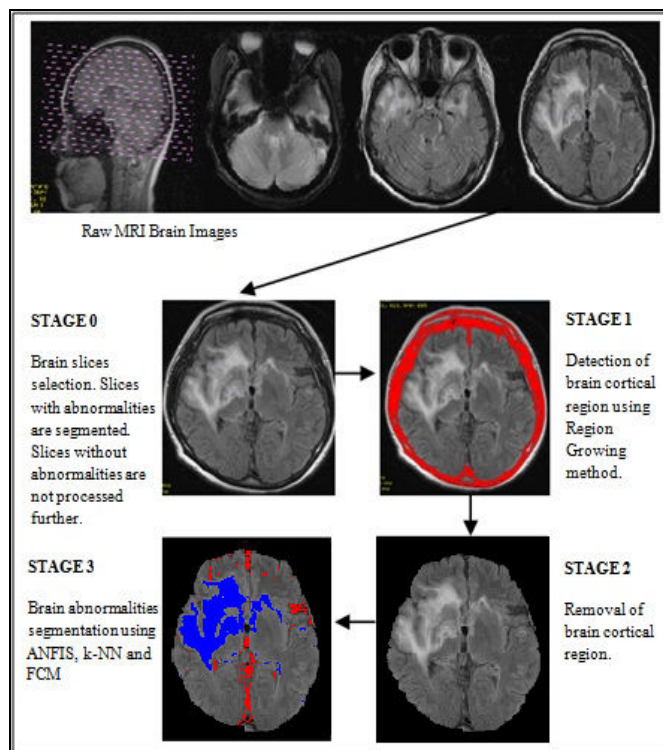 Raw MRI Brain Images
STAGE 0
Brain slices
selection. Slices
with abnormalities
are segmented.
Slices without
abnormalities are
not processed
further.
STAGE 1
Detection of
brain cortical
region using
Region
Growing
method.
STAGE 3
Brain abnormalities
segmentation using
ANFIS, k-NN and
FCM
STAGE 2
Removal of
brain cortical
region.